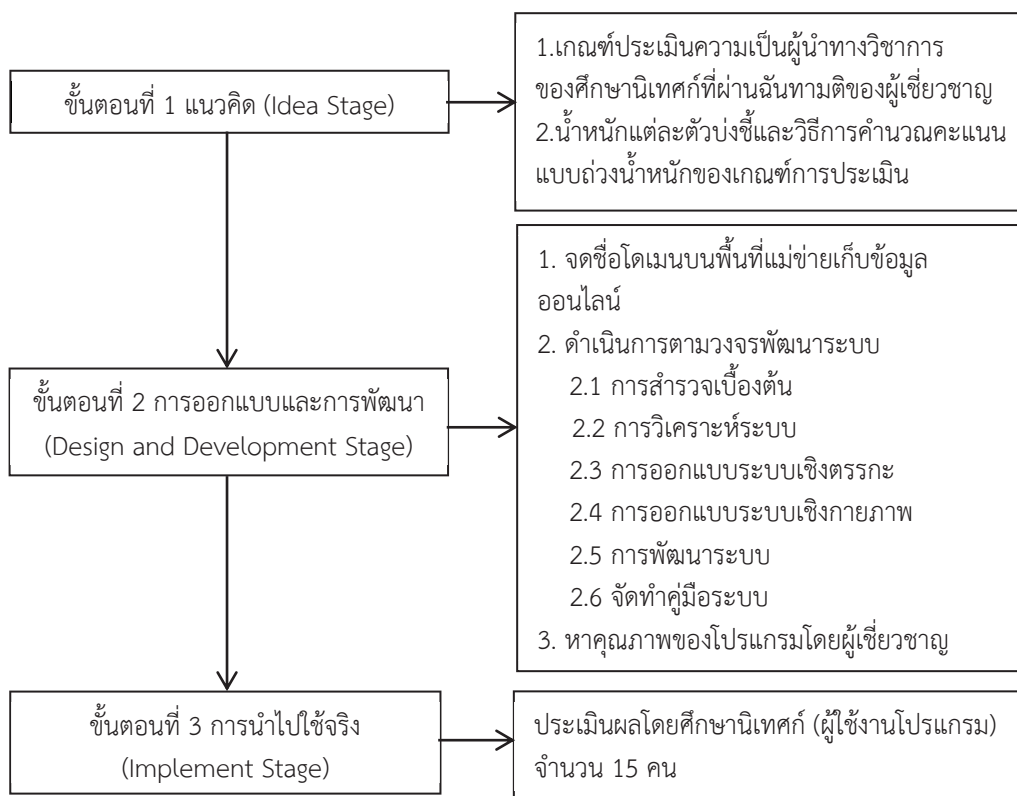 ขั้นตอนที่ 1 แนวคิด (Idea Stage)
1.เกณฑ์ประเมินความเป็นผู้นำทางวิชาการ
ของศึกษานิเทศก์ที่ผ่านฉันทามติของผู้เชี่ยวชาญ
2.น้ำหนักแต่ละตัวบ่งชี้และวิธีการคำนวณคะแนน
แบบถ่วงน้ำหนักของเกณฑ์การประเมิน
ขั้นตอนที่ 2 การออกแบบและการพัฒนา
(Design and Development Stage)
1. จดชื่อโดเมนบนพื้นที่แม่ข่ายเก็บข้อมูล
ออนไลน์
2. ดำเนินการตามวงจรพัฒนาระบบ
2.1 การสำรวจเบื้องต้น
2.2 การวิเคราะห์ระบบ
2.3 การออกแบบระบบเชิงตรรกะ
2.4 การออกแบบระบบเชิงกายภาพ
2.5 การพัฒนาระบบ
2.6 จัดทำคู่มือระบบ
3. หาคุณภาพของโปรแกรมโดยผู้เชี่ยวชาญ
ขั้นตอนที่ 3 การนำไปใช้จริง
(Implement Stage)
ประเมินผลโดยศึกษานิเทศก์ (ผู้ใช้งานโปรแกรม)
จำนวน 15 คน